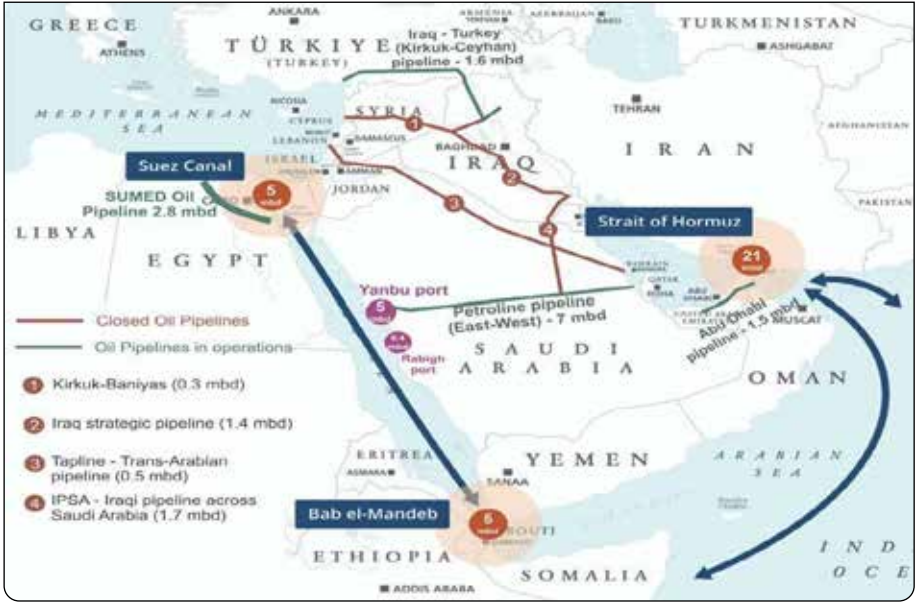 GREECE
ATHENS
ANKARA
TÜRKIYE
(TURKEY)
ARMENIA
YEREVAN
AZERBAIJAN
BAKU
TURKMENISTAN
ASHGABAT
Iraq - Turkey
(Kirkuk-Ceyhan)
pipeline - 1.6 mbd
MEDITERRANEAN
SEA
NICOSIA
CYPRUS
SYRIA
1
LEBANON
DAMASCUS
TEHRAN
AFGHANISTAN
BAGHDAD
IRAQ
IRAN
2
Suez Canal
ISRAEL
AMMAN
JORDAN
5
mbd
SUMED Oil
Pipeline 2.8 mbd
3
4
PAKISTAN
Strait of Hormuz
LIBYA
EGYPT
21
mbd
BAHRAIN
QATAR
DOHA
ABU
DHABI
UNITED ARAB
EMIRATES
MUSCAT
Abu Dhabi
pipeline - 1.5 mbd
Yanbu port
5
mbd
Petroline pipeline
(East-West) - 7 mbd
Rabigh
port
SAUDI
ARABIA
OMAN
Closed Oil Pipelines
Oil Pipelines in operations
1 Kirkuk-Baniyas (0.3 mbd)
2 Iraq strategic pipeline (1.4 mbd)
3 Tapline - Trans-Arabian
pipeline (0.5 mbd)
4 IPSA - Iraqi pipeline across
Saudi Arabia (1.7 mbd)
ERITREA
ASMARA
YEMEN
SANAA
ARABIAN
SEA
Bab el-Mandeb
mbd
BOUTI
ETHIOPIA
ADDIS ABABA
SOMALIA
IND
OCE